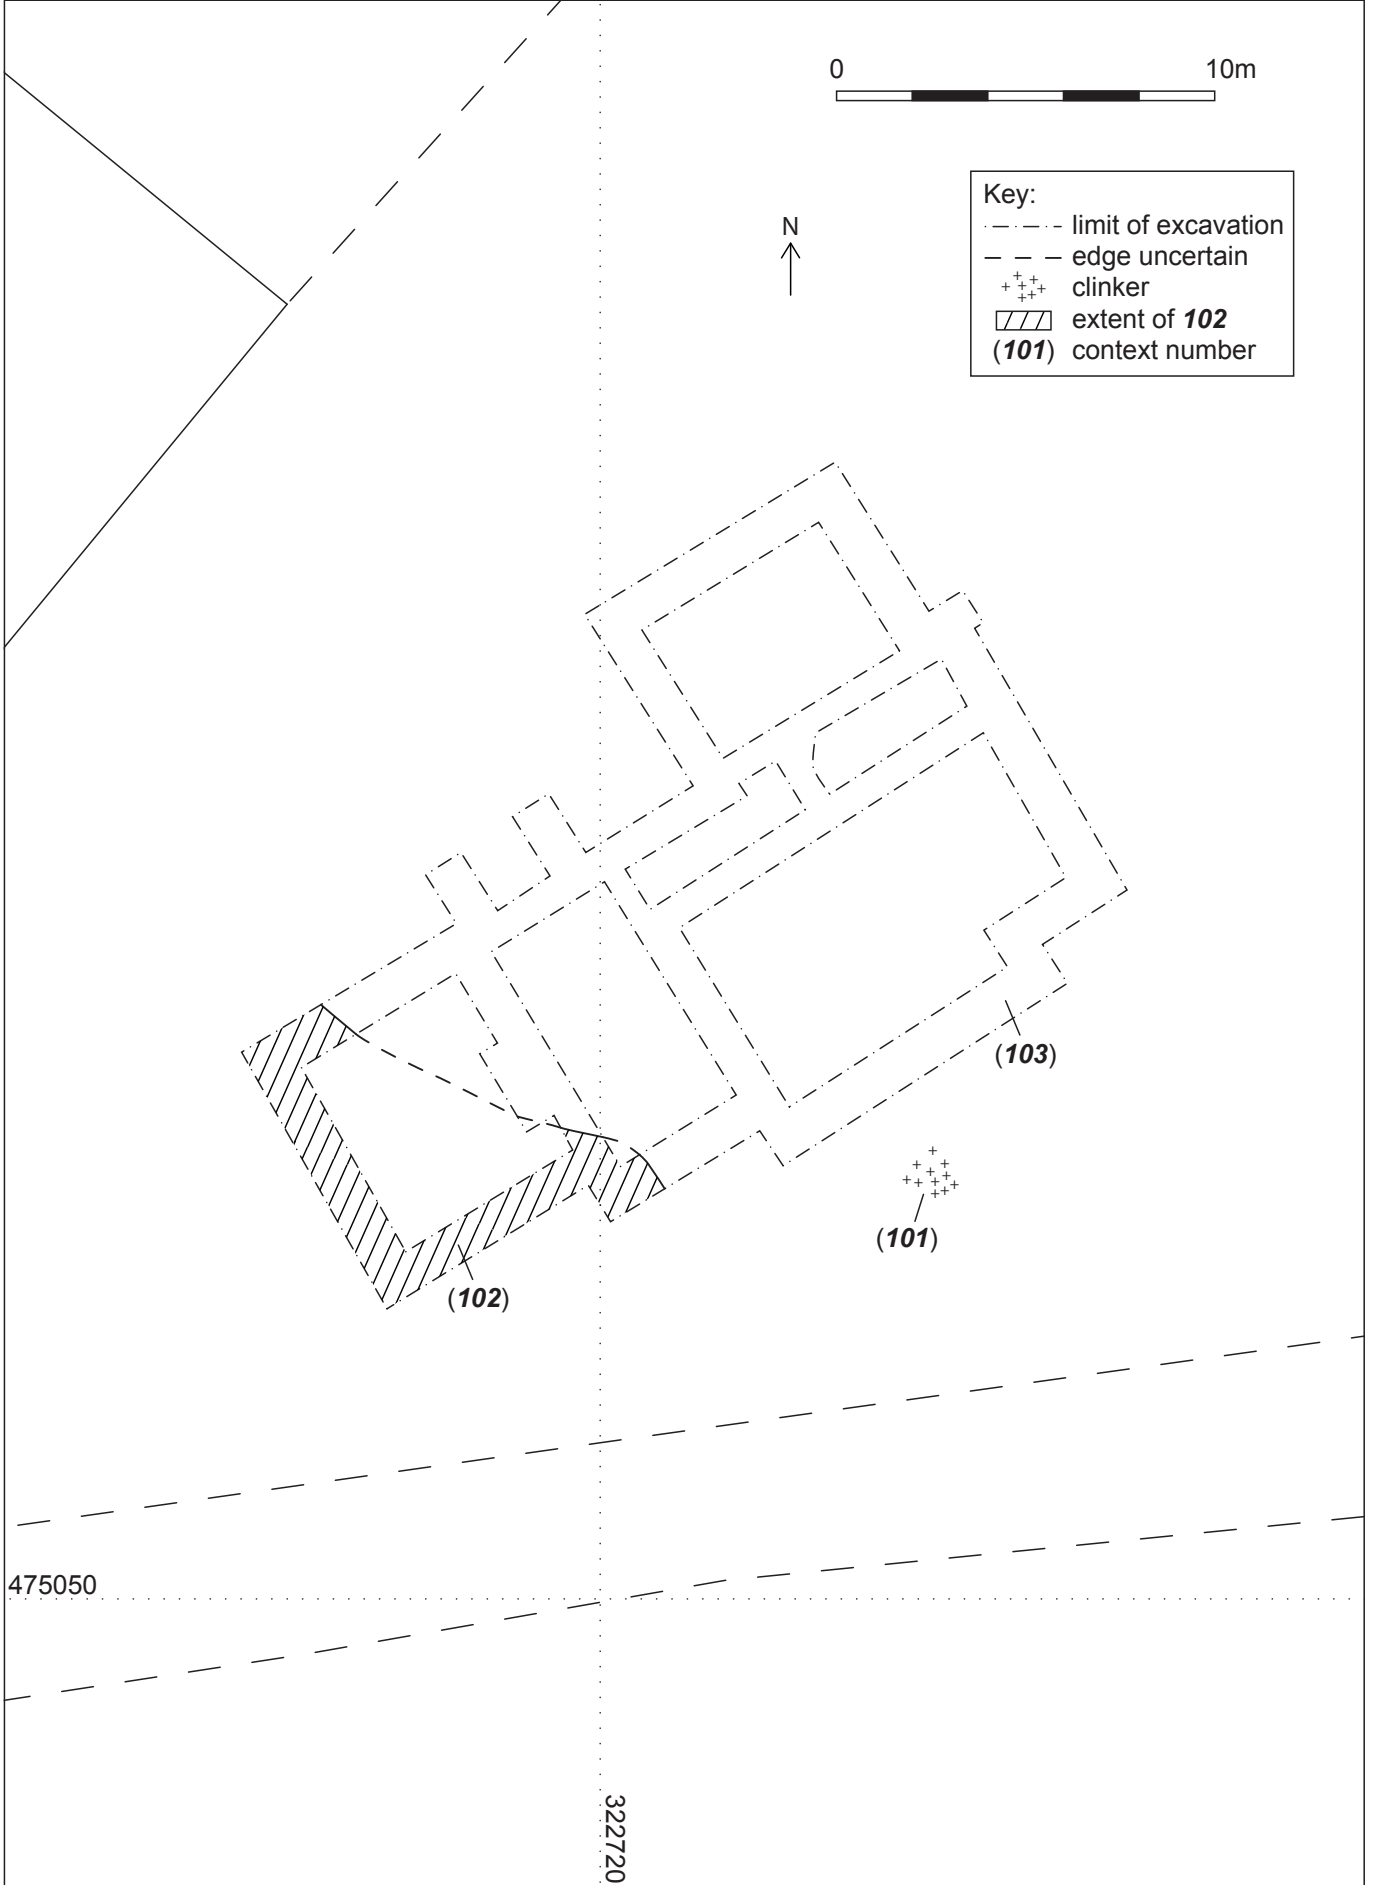 0 10m
Key:
limit of excavation
edge uncertain
clinker
extent of 102
(101) context number
N
(103)
(101)
(102)
475050
322720